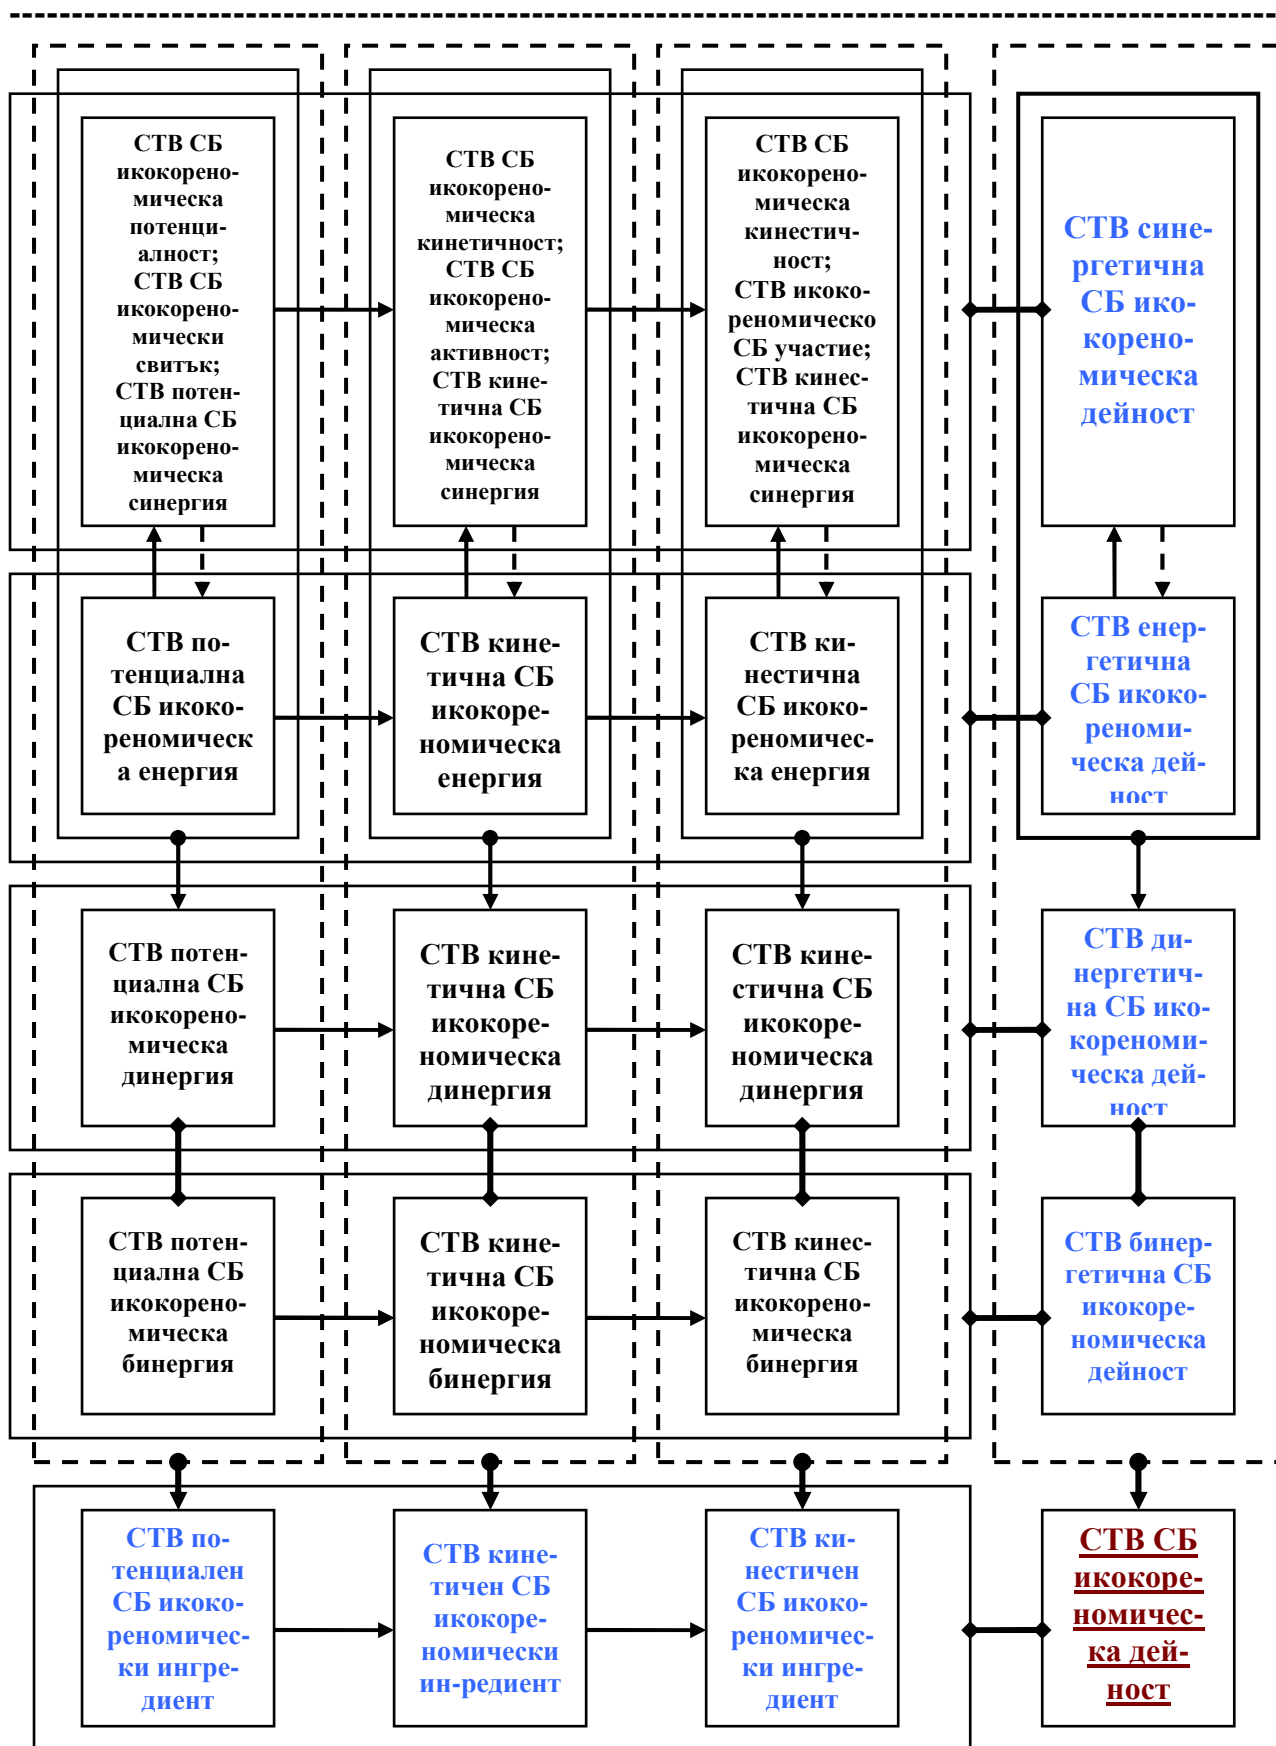 СТВ СБ
икокорено-
мическа
потенци-
алност;
СТВ СБ
икокорено-
мически
свитък;
СТВ потен-
циална СБ
икокорено-
мическа
синергия
СТВ СБ
икокорено-
мическа
кинетичност;
СТВ СБ
икокорено-
мическа
активност;
СТВ кине-
тична СБ
икокорено-
мическа
синергия
СТВ СБ
икокорено-
мическа
кинестич-
ност;
СТВ икоко-
реномическо
СБ участие;
СТВ кинес-
тична СБ
икокорено-
мическа
синергия
СТВ сине-
ргетична
СБ ико-
корено-
мическа
дейност
СТВ по-
тенциална
СБ икоко-
реномическ
а енергия
СТВ кине-
тична СБ
икокоре-
номическа
енергия
СТВ ки-
нестична
СБ икоко-
реномичес-
ка енергия
СТВ енер-
гетична
СБ икоко-
реноми-
ческа дей-
ност
СТВ потен-
циална СБ
икокорено-
мическа
динергия
СТВ кине-
тична СБ
икокоре-
номическа
динергия
СТВ кине-
стична СБ
икокоре-
номическа
динергия
СТВ ди-
нергетич-
на СБ ико-
кореноми-
ческа дей-
ност
СТВ потен-
циална СБ
икокорено-
мическа
бинергия
СТВ кине-
тична СБ
икокоре-
номическа
бинергия
СТВ кинес-
тична СБ
икокорено-
мическа
бинергия
СТВ бинер-
гетична СБ
икокоре-
номическа
дейност
СТВ по-
тенциален
СБ икоко-
реномичес-
ки ингре-
диент
СТВ кине-
тичен СБ
икокоре-
номически
ин-редиент
СТВ ки-
нестичен
СБ икоко-
реномичес-
ки ингре-
диент
СТВ СБ
икокоре-
номичес-
ка дей-
ност